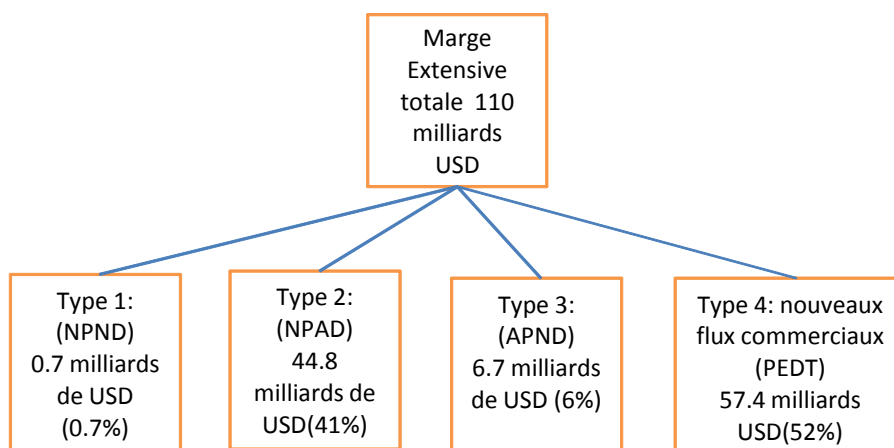 Marge
Extensive
totale 110
milliards
USD
Type 1:
(NPND)
0.7 milliards
de USD
(0.7%)
Type 2:
(NPAD)
44.8
milliards de
USD(41%)
Type 3:
(APND)
6.7 milliards
de USD (6%)
Type 4: nouveaux
flux commerciaux
(PEDT)
57.4 milliards
USD(52%)